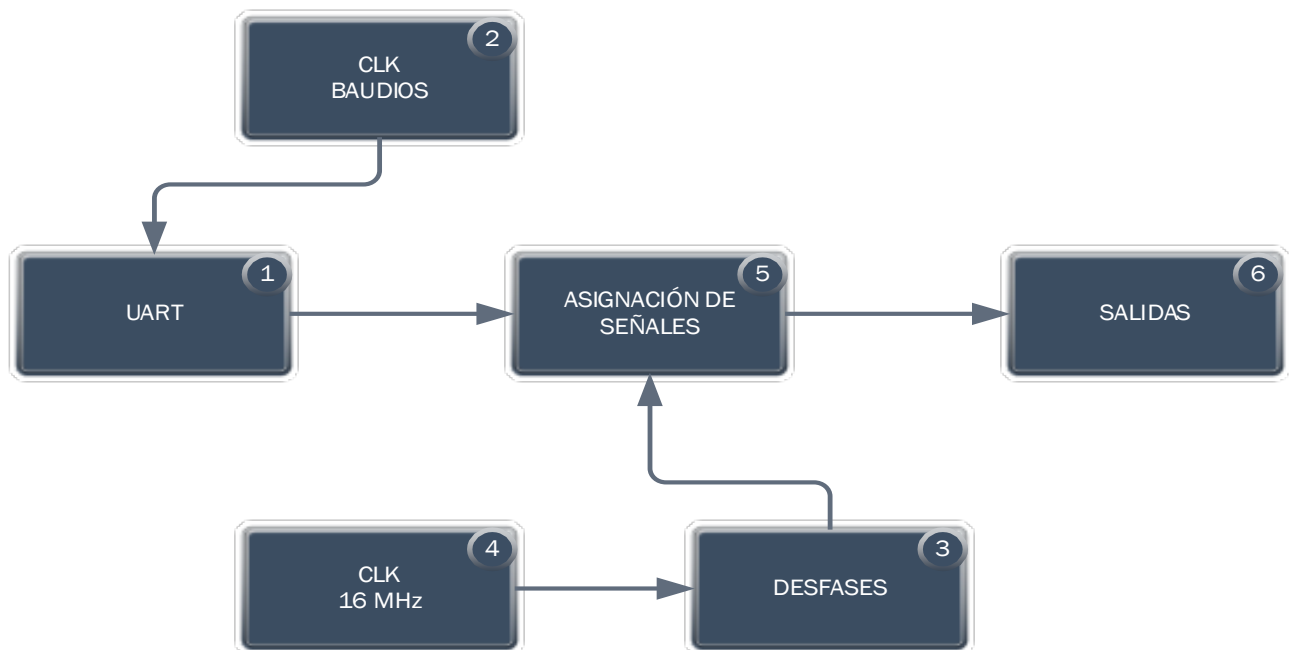 2
CLK
BAUDIOS
1
UART
5
ASIGNACIÓN DE
SEÑALES
6
SALIDAS
4
CLK
16 MHz
3
DESFASES